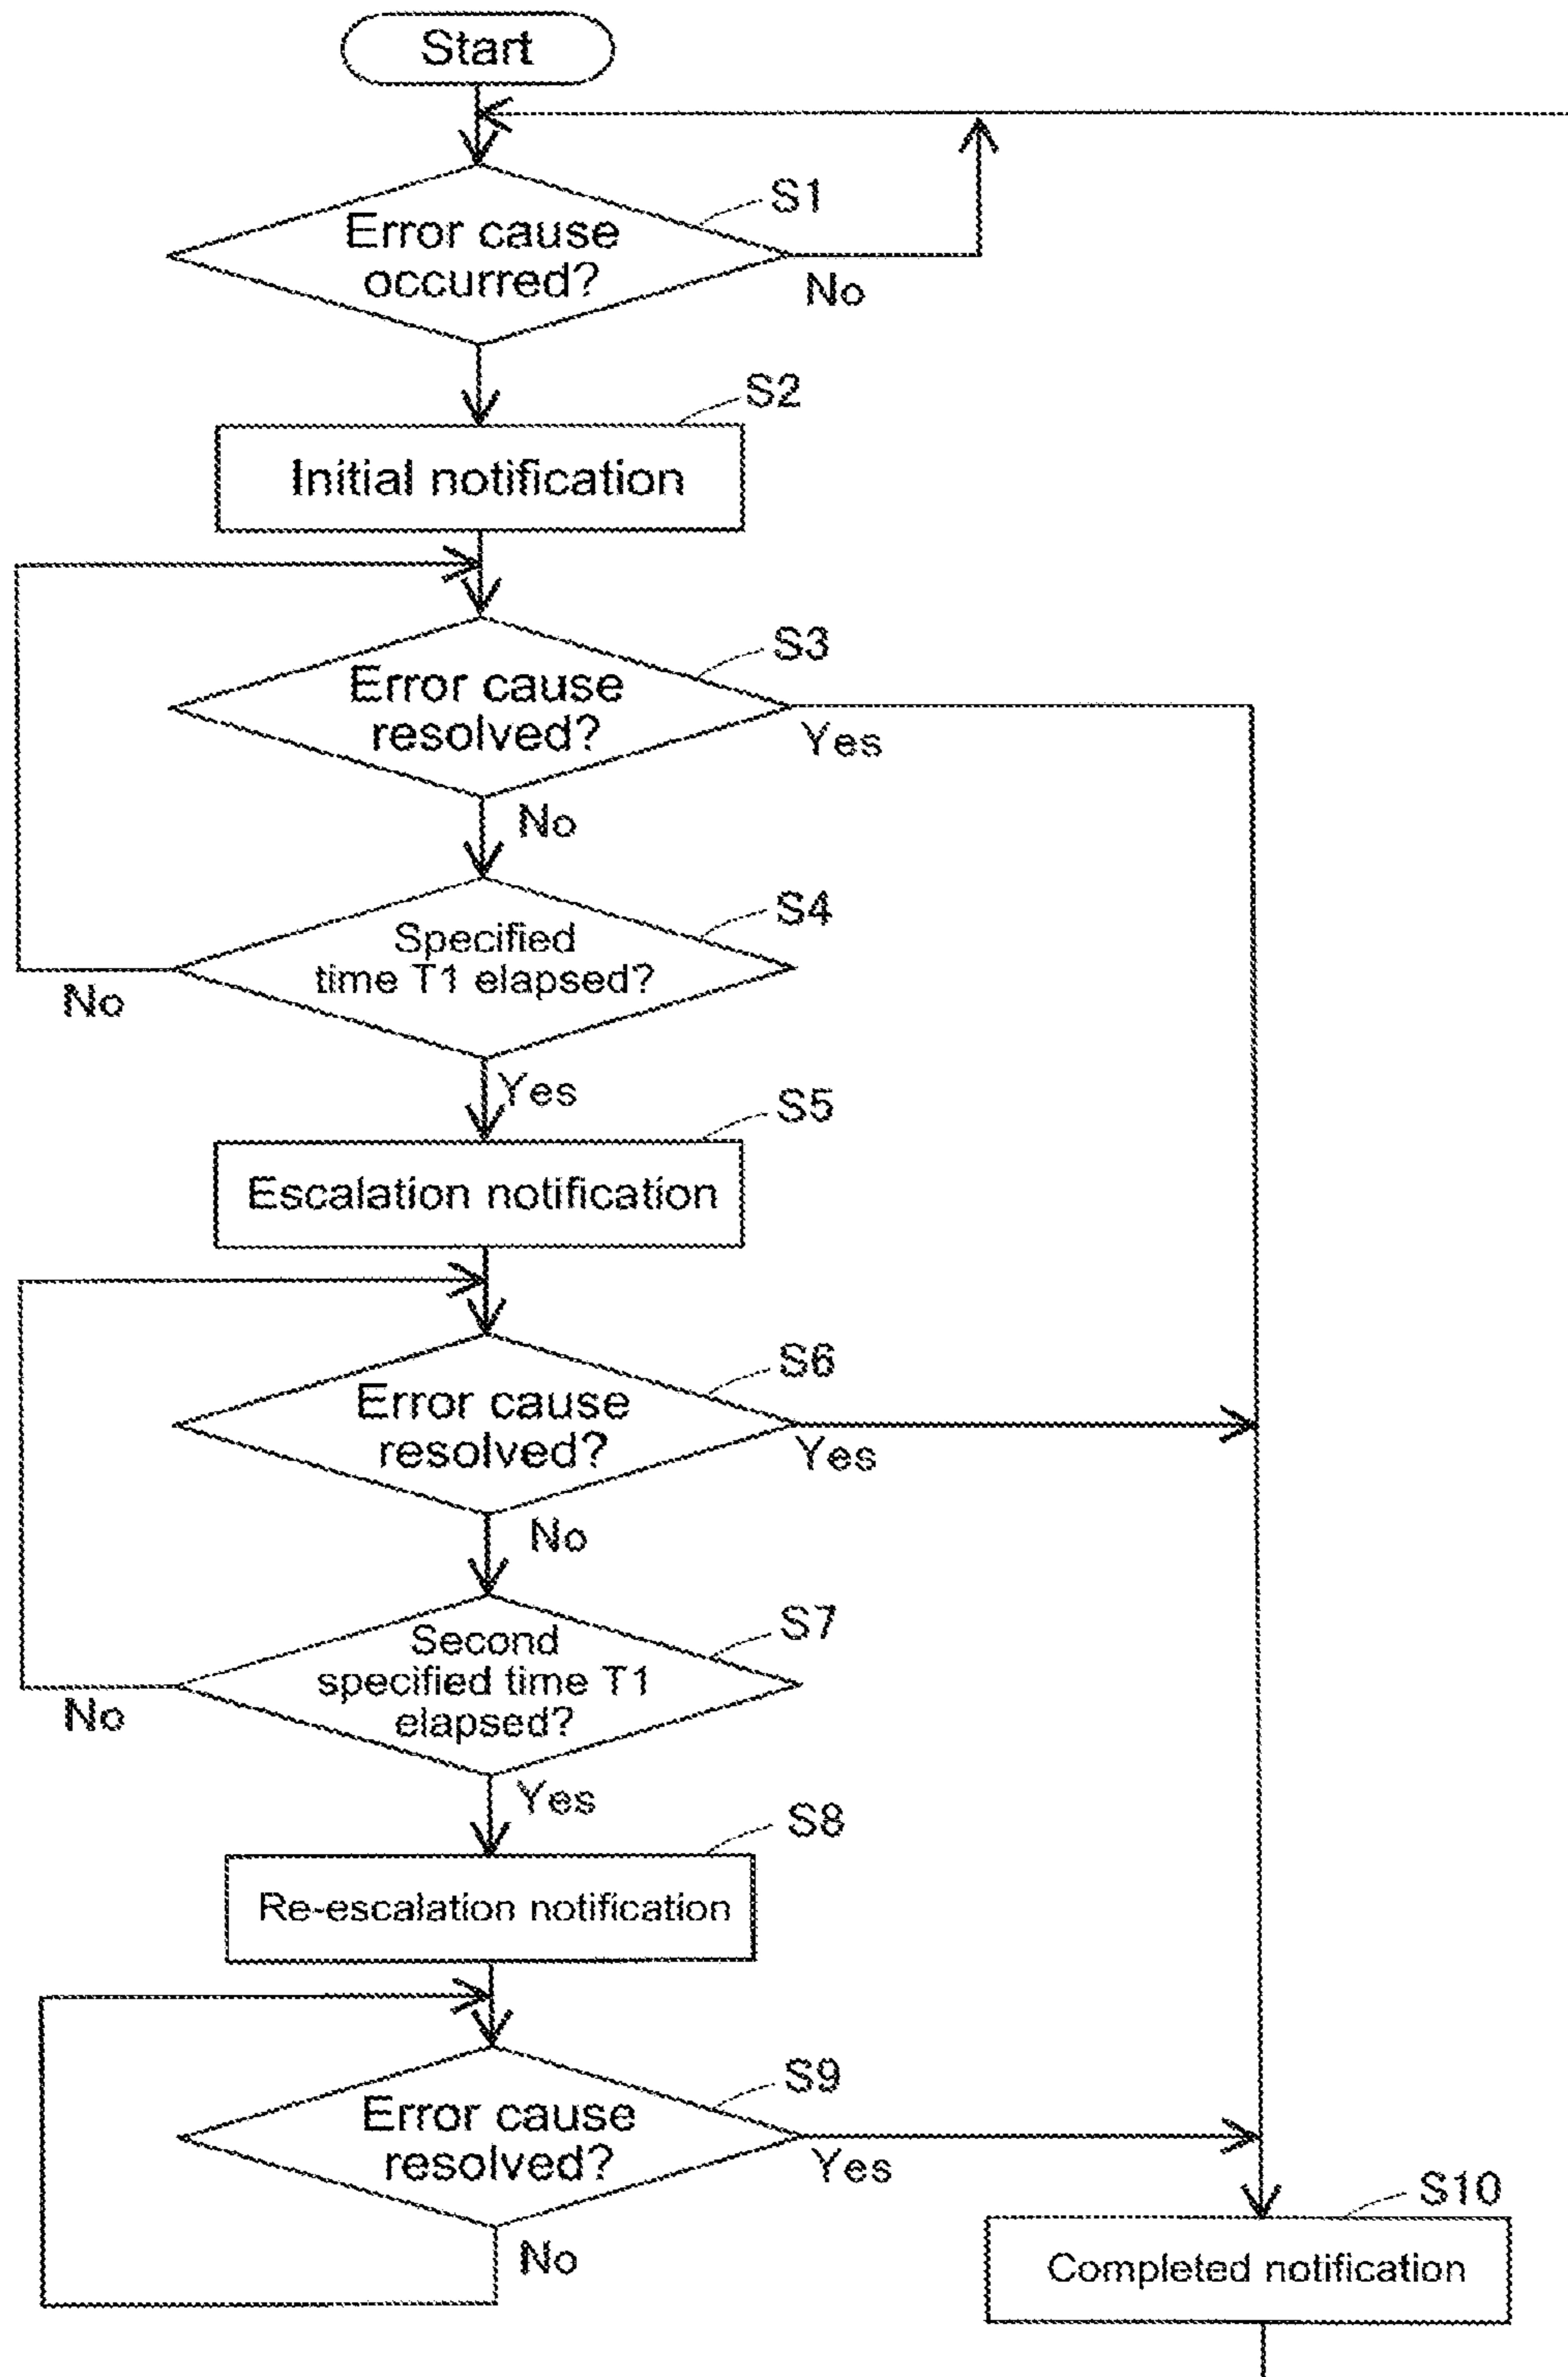 Start
S1
Error cause
occurred?
No
S2
Initial notification
S3
Error cause
resolved?
Yes
No
S4
Specified
time T1 elapsed?
No
Yes
S5
Escalation notification
S6
Error cause
resolved?
Yes
No
S7
Second
specified time T1
elapsed?
No
Yes
S8
Re-escalation notification
S9
Error cause
resolved?
Yes
No
S10
Completed notification